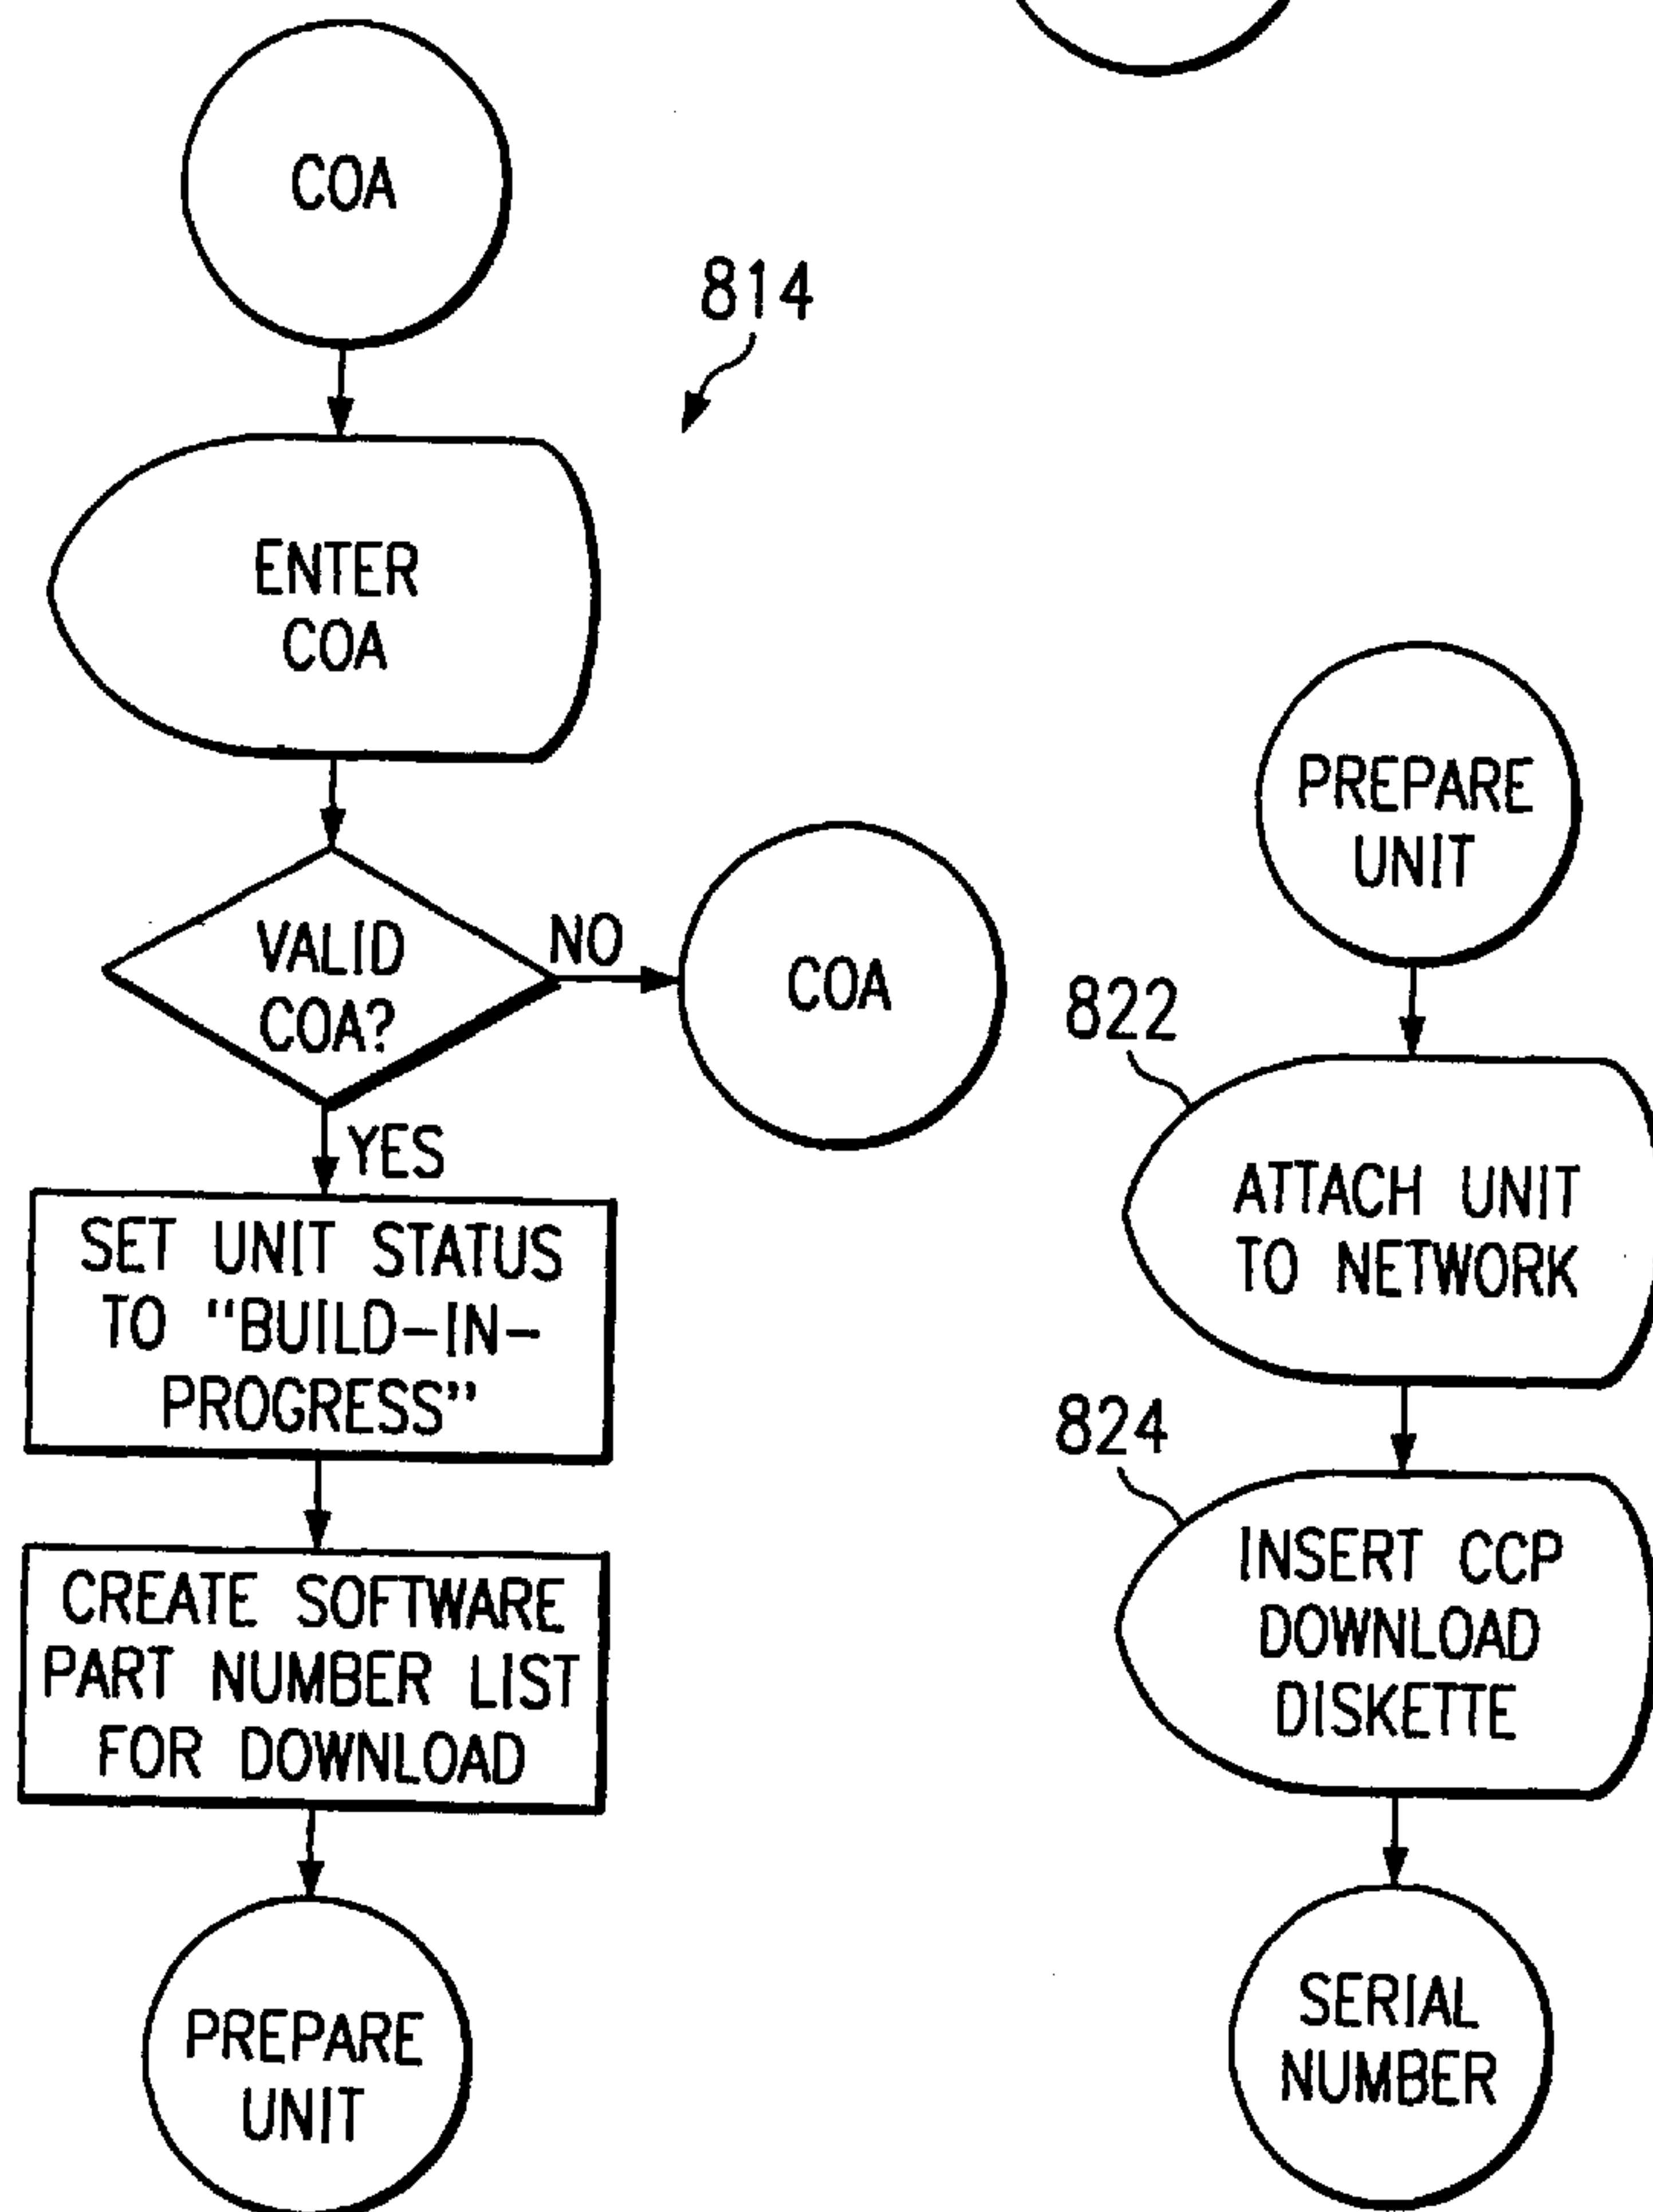 COA
814
ENTER
COA
VALID
COA?
NO
COA
YES
SET UNIT STATUS
TO "BUILD-IN-
PROGRESS"
CREATE SOFTWARE
PART NUMBER LIST
FOR DOWNLOAD
PREPARE
UNIT
PREPARE
UNIT
822
ATTACH UNIT
TO NETWORK
824
INSERT CCP
DOWNLOAD
DISKETTE
SERIAL
NUMBER